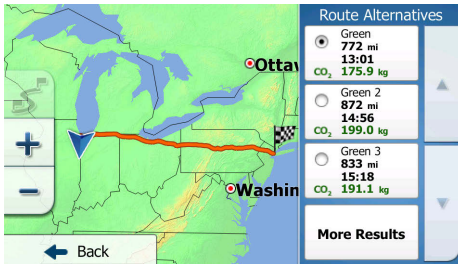 Route Alternatives
Green
772 mi
13:01
CO₂ 175.9 kg
Green 2
872 mi
14:56
CO₂ 199.0 kg
Green 3
833 mi
15:18
CO₂ 191.1 kg
More Results
Ottav
Washin
+
−
Back